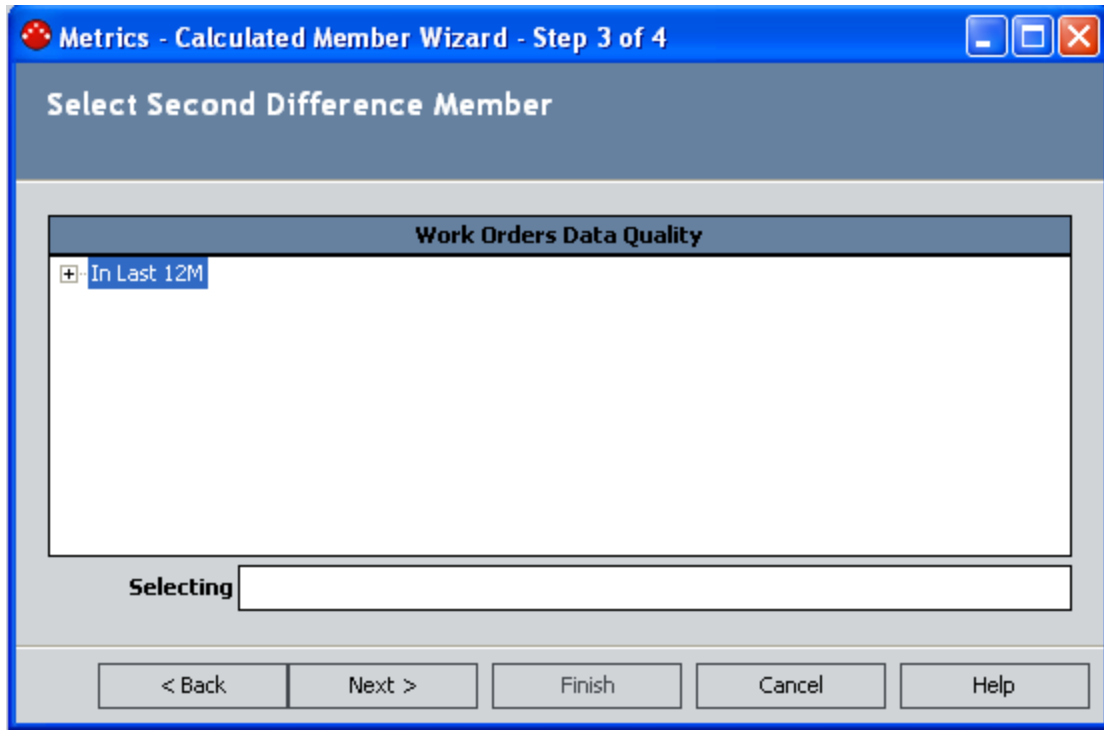 Metrics - Calculated Member Wizard - Step 3 of 4
Select Second Difference Member
Work Orders Data Quality
In Last 12M
Selecting
< Back Next > Finish Cancel Help